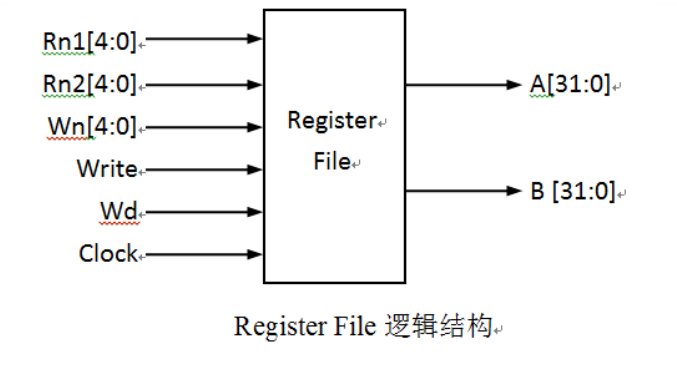 Rn1[4:0]
Rn2[4:0]
Wn[4:0]
Write
Wd
Clock
Register
File
A[31:0]
B [31:0]
Register File 逻辑结构